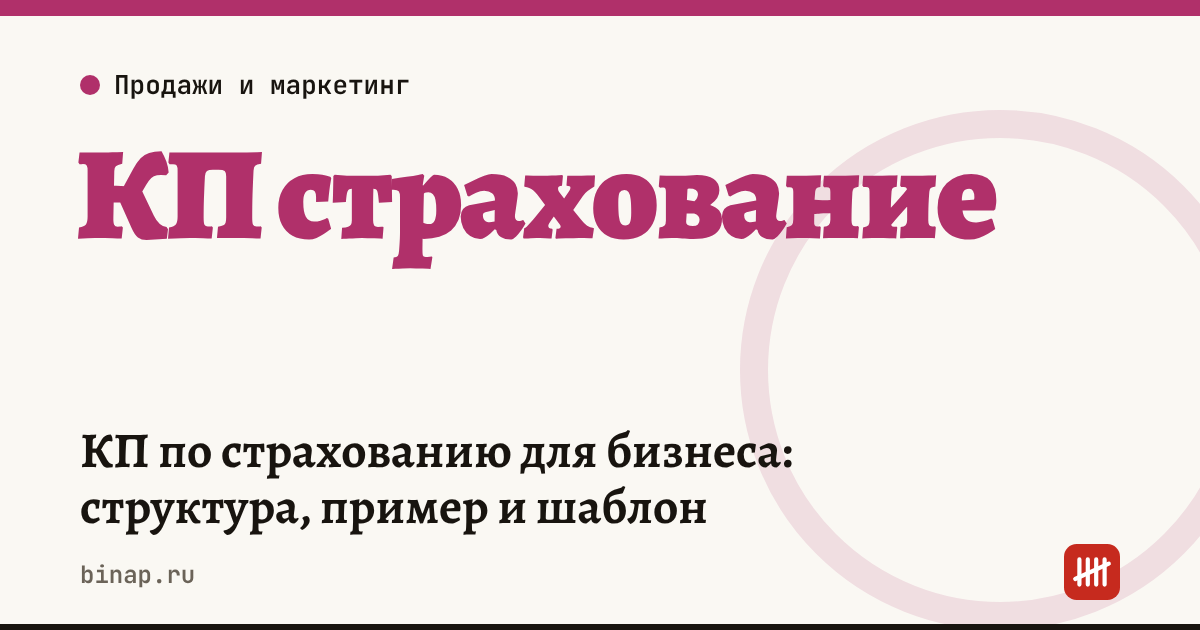 Продажи и маркетинг
КП страхование
КП по страхованию для бизнеса:
структура, пример и шаблон
binap.ru